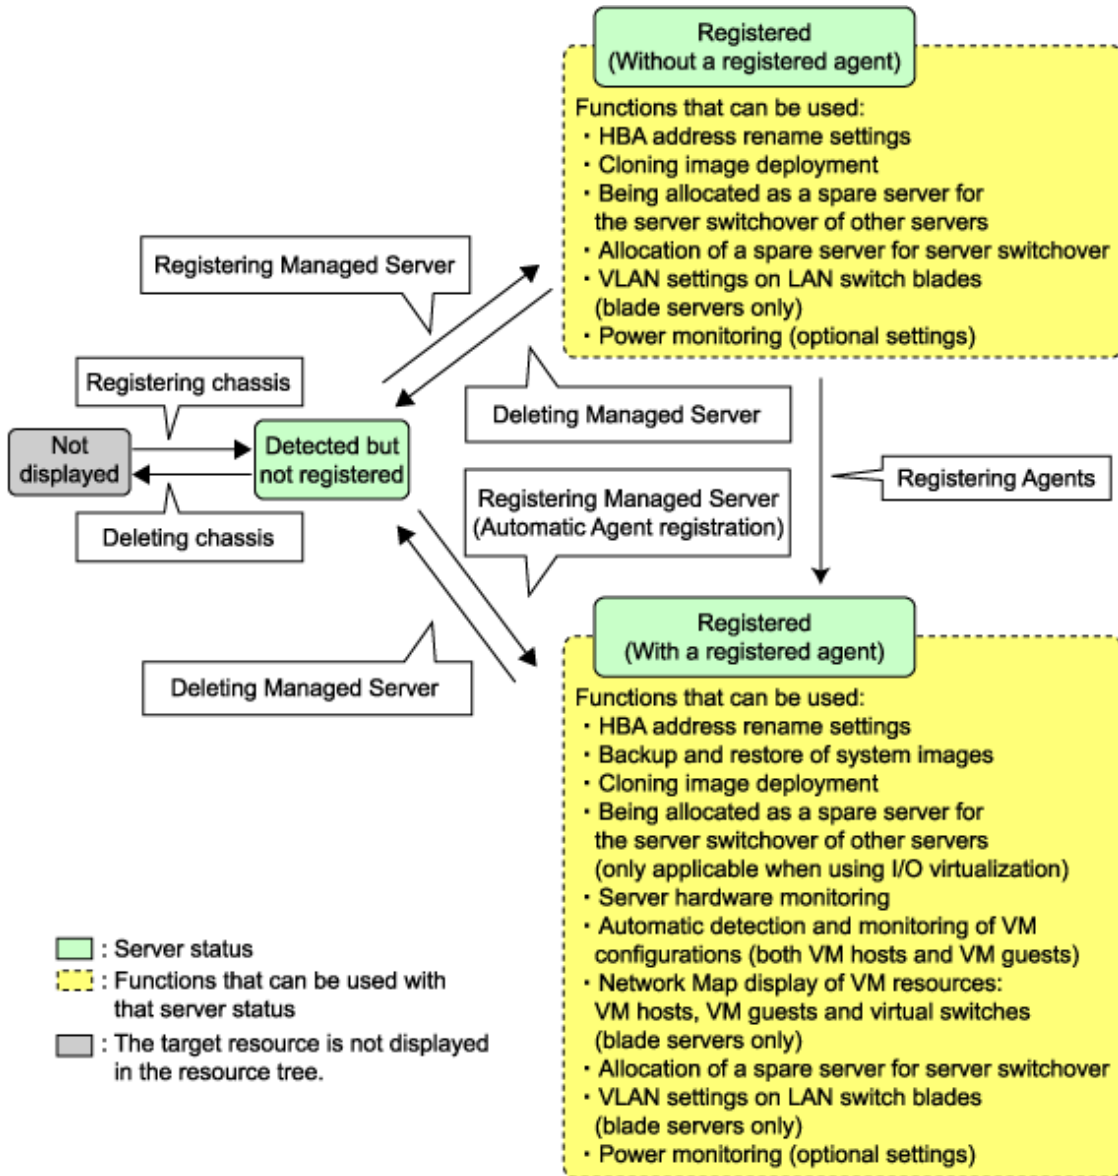 Registered
(Without a registered agent)
Functions that can be used:
・HBA address rename settings
・Cloning image deployment
・Being allocated as a spare server for
the server switchover of other servers
・Allocation of a spare server for server switchover
・VLAN settings on LAN switch blades
(blade servers only)
・Power monitoring (optional settings)
Registering Managed Server
Registering chassis
Deleting Managed Server
Not
displayed
Detected but
not registered
Registering Agents
Registering Managed Server
(Automatic Agent registration)
Deleting chassis
Deleting Managed Server
Registered
(With a registered agent)
Functions that can be used:
・HBA address rename settings
・Backup and restore of system images
・Cloning image deployment
・Being allocated as a spare server for
the server switchover of other servers
(only applicable when using I/O virtualization)
・Server hardware monitoring
・Automatic detection and monitoring of VM
configurations (both VM hosts and VM guests)
・Network Map display of VM resources:
VM hosts, VM guests and virtual switches
(blade servers only)
・Allocation of a spare server for server switchover
・VLAN settings on LAN switch blades
(blade servers only)
・Power monitoring (optional settings)
: Server status
: Functions that can be used with
that server status
: The target resource is not displayed
in the resource tree.